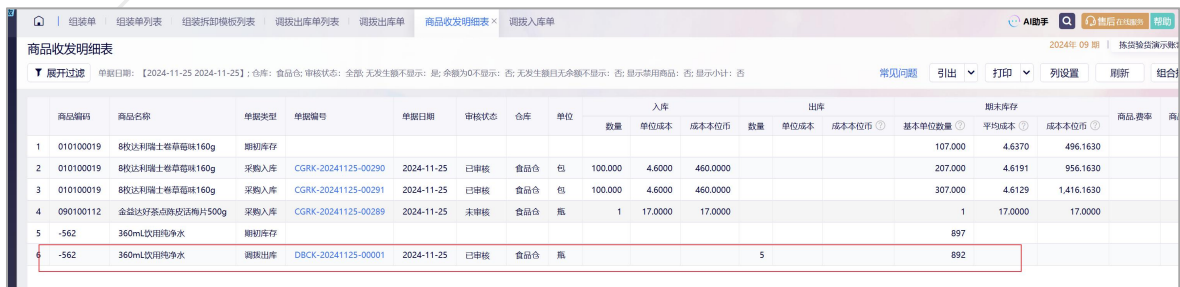 组装单 组装单列表 组装拆卸模板列表 调拨出库单列表 调拨出库单 商品收发明细表 × 调拨入库单 AI助手 售后在线服务 帮助
商品收发明细表 2024年 09 期 | 拣货验货演示账
展开过滤 单据日期: 【2024-11-25 2024-11-25】; 仓库: 食品仓; 审核状态: 全部; 无发生额不显示: 是; 余额为0不显示: 否; 无发生额且无余额不显示: 否; 显示禁用商品: 否; 显示小计: 否 常见问题 引出 打印 列设置 刷新
商品编码 商品名称 单据类型 单据编号 单据日期 审核状态 仓库 单位 入库 出库 期末库存 商品.费率
数量 单位成本 成本本位币 数量 单位成本 成本本位币 基本单位数量 平均成本 成本本位币
1 010100019 8枚达利瑞士卷草莓味160g 期初库存 107.000 4.6370 496.1630
2 010100019 8枚达利瑞士卷草莓味160g 采购入库 CGRK-20241125-00290 2024-11-25 已审核 食品仓 包 100.000 4.6000 460.0000 207.000 4.6191 956.1630
3 010100019 8枚达利瑞士卷草莓味160g 采购入库 CGRK-20241125-00291 2024-11-25 已审核 食品仓 包 100.000 4.6000 460.0000 307.000 4.6129 1,416.1630
4 090100112 金益达好茶点陈皮话梅片500g 采购入库 CGRK-20241125-00289 2024-11-25 未审核 食品仓 瓶 1 17.0000 17.0000 1 17.0000 17.0000
5 -562 360mL饮用纯净水 期初库存 897
6 -562 360mL饮用纯净水 调拨出库 DBCK-20241125-00001 2024-11-25 已审核 食品仓 瓶 5 892